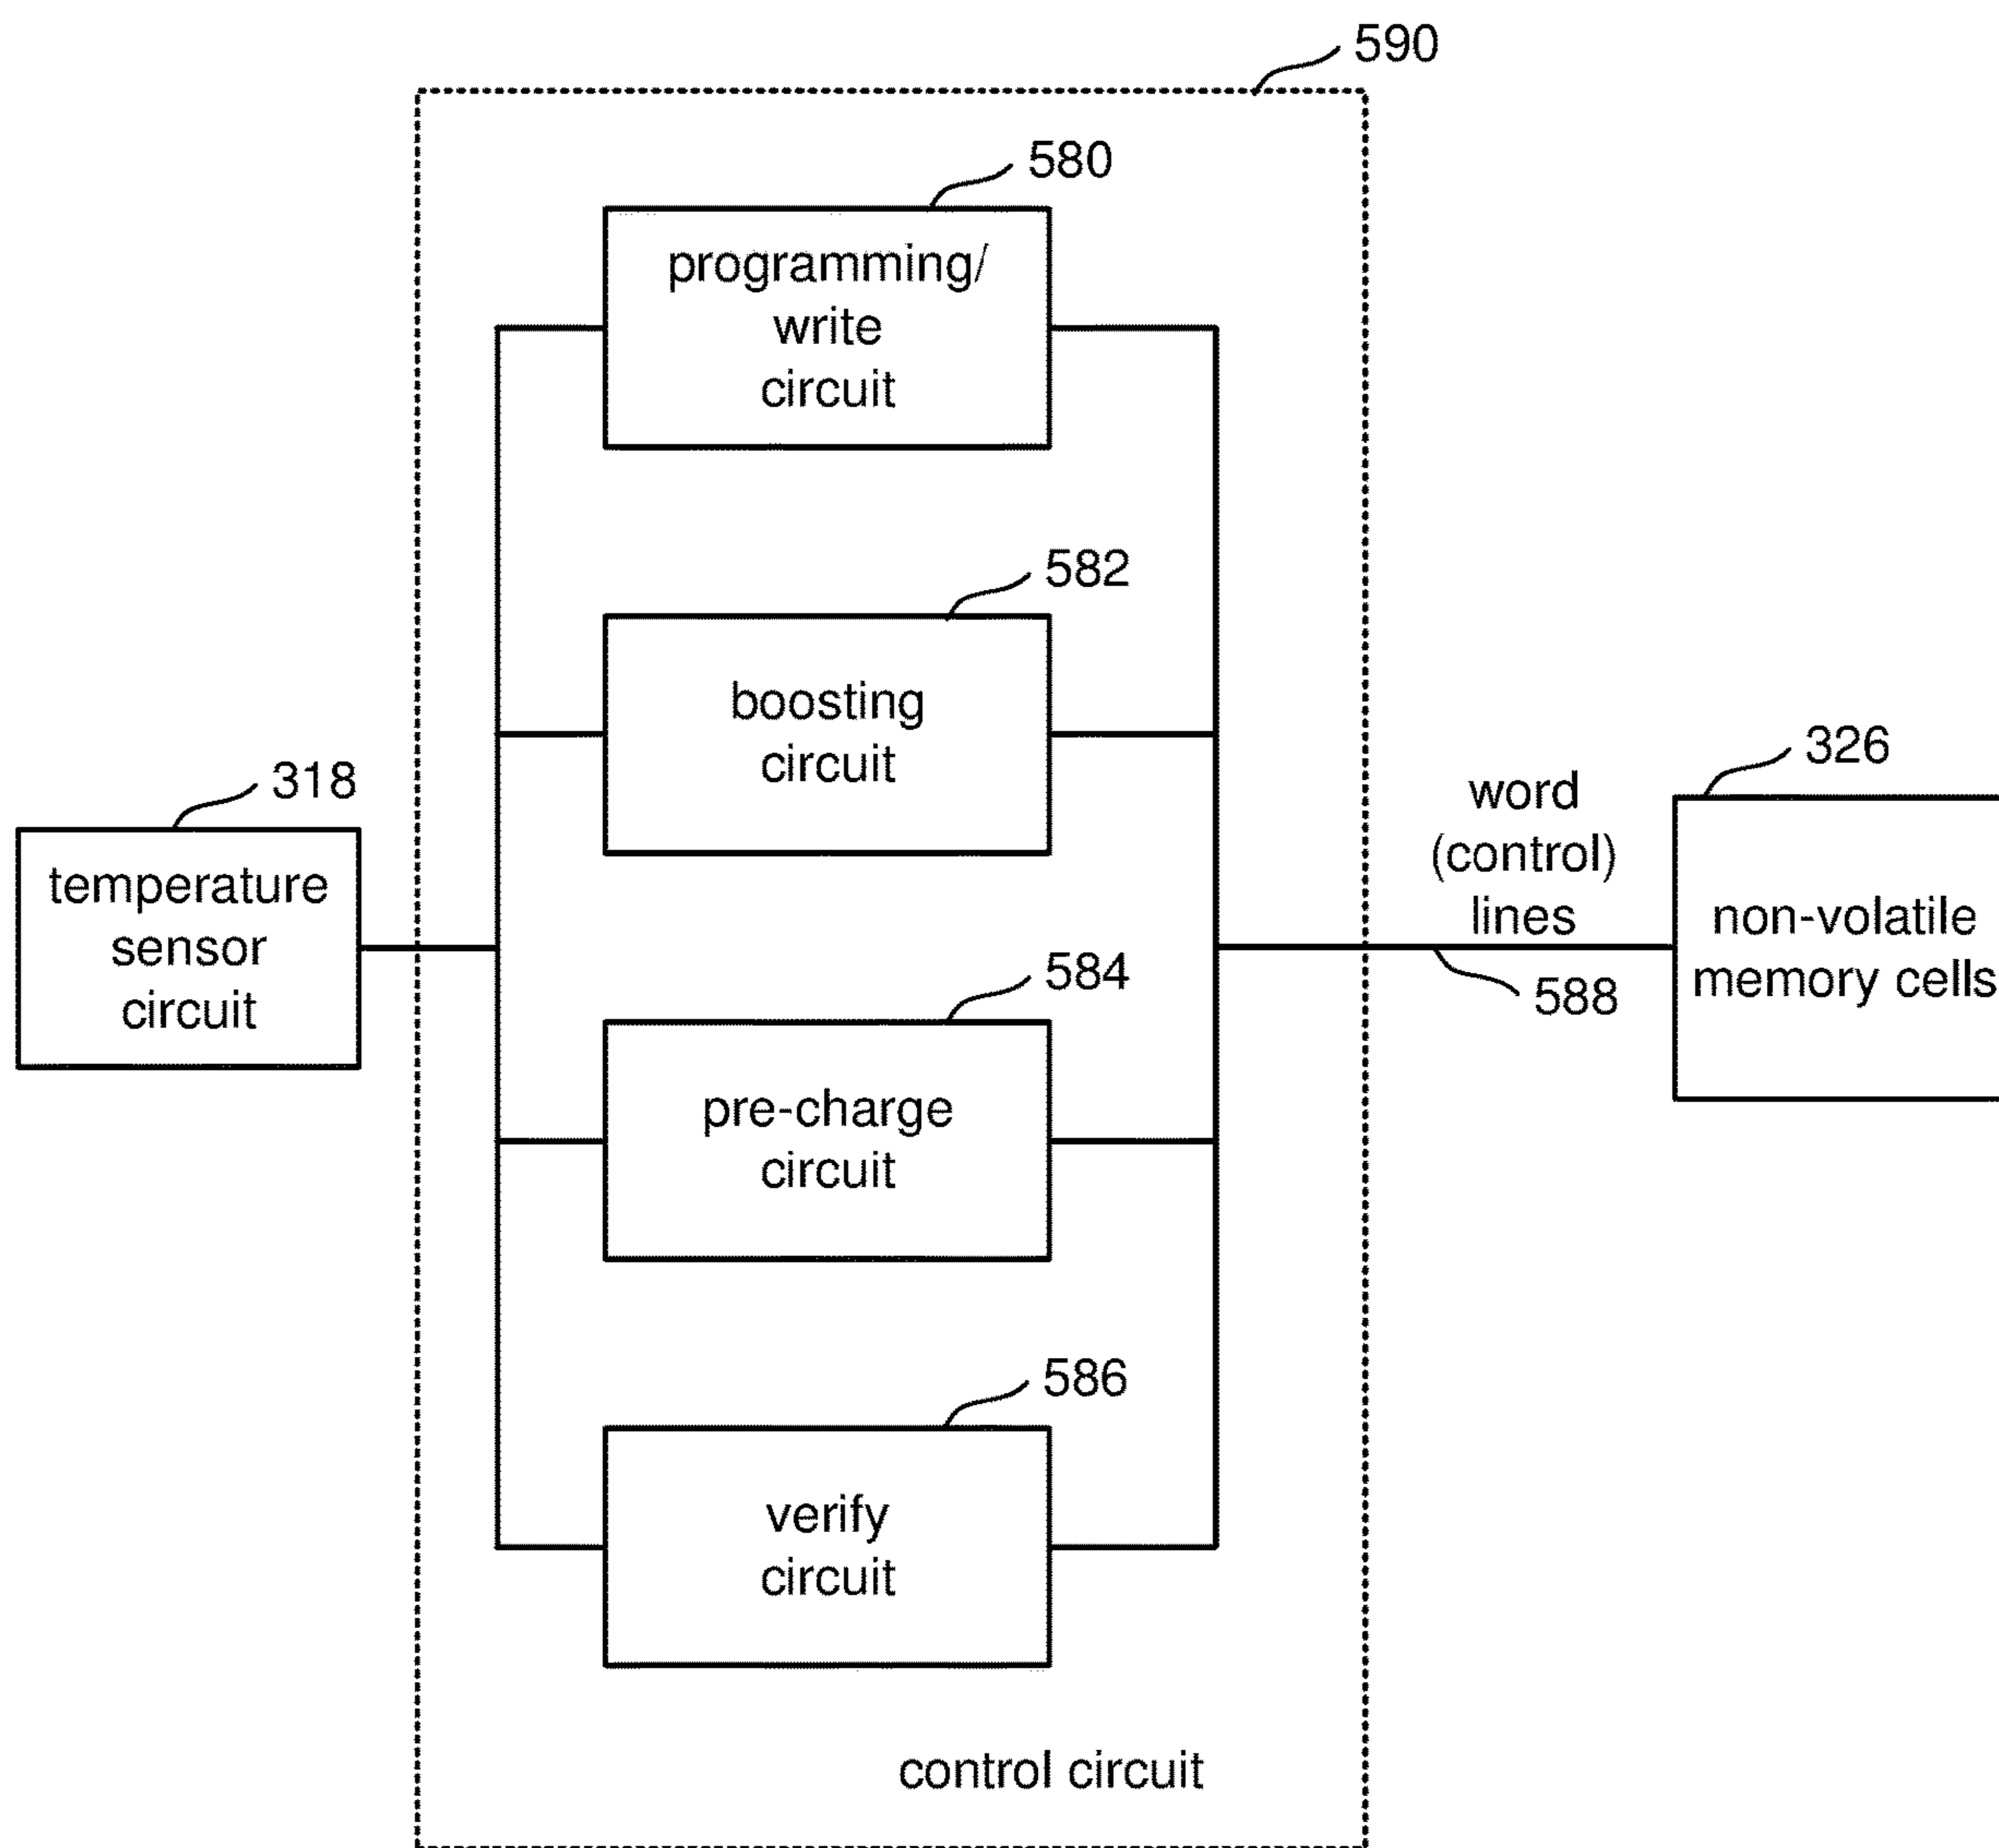 590
580
programming/
write
circuit
582
boosting
circuit
318
temperature
sensor
circuit
word
(control)
lines
588
326
non-volatile
memory cells
584
pre-charge
circuit
586
verify
circuit
control circuit